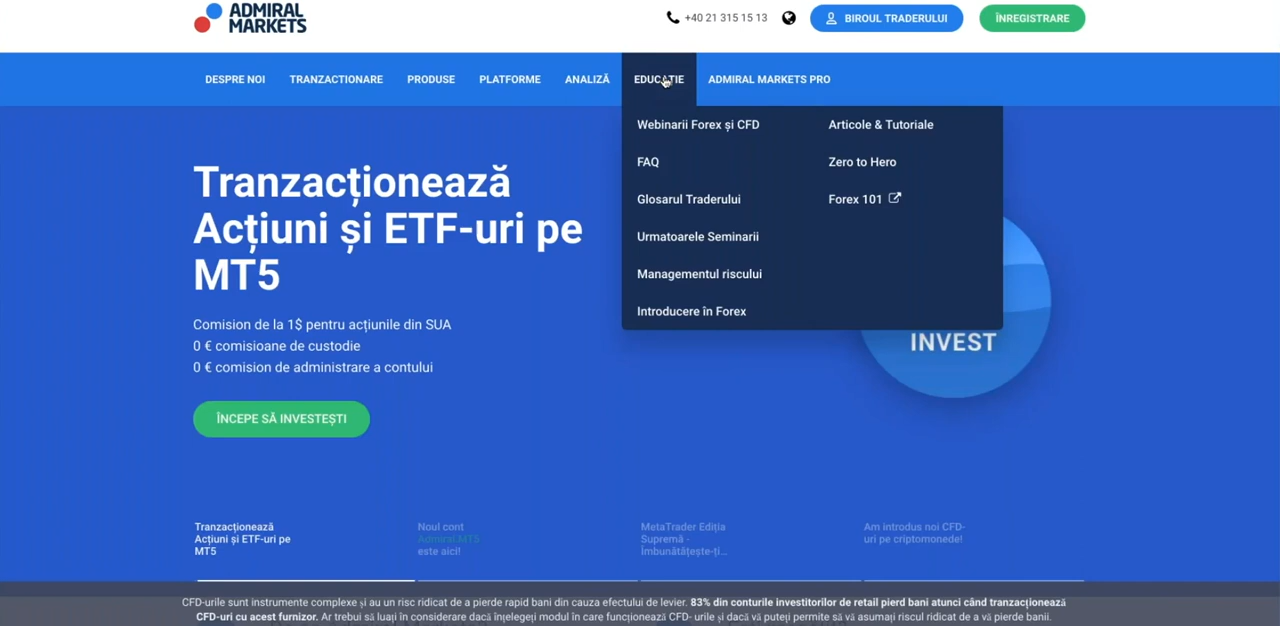 ADMIRAL
MARKETS
+40 21 315 15 13
BIROUL TRADERULUI
ÎNREGISTRARE
DESPRE NOI
TRANZACTIONARE
PRODUSE
PLATFORME
ANALIZĂ
EDUCAȚIE
ADMIRAL MARKETS PRO
Webinarii Forex și CFD
Articole & Tutoriale
FAQ
Zero to Hero
Glosarul Traderului
Forex 101
Urmatoarele Seminarii
Managementul riscului
Introducere în Forex
Tranzacționează
Acțiuni și ETF-uri pe
MT5
Comision de la 1$ pentru acțiunile din SUA
0 € comisioane de custodie
0 € comision de administrare a contului
ÎNCEPE SĂ INVESTEȘTI
INVEST
Tranzacționează
Acțiuni și ETF-uri pe
MT5
Noul cont
Admiral.MT5
este aici!
MetaTrader Ediția
Supremă -
Îmbunătățește-ți...
Am introdus noi CFD-
uri pe criptomonede!
CFD-urile sunt instrumente complexe și au un risc ridicat de a pierde rapid bani din cauza efectului de levier. 83% din conturile investitorilor de retail pierd bani atunci când tranzacționează
CFD-uri cu acest furnizor. Ar trebui să luați în considerare dacă înțelegeți modul în care funcționează CFD- urile și dacă vă puteți permite să vă asumați riscul ridicat de a vă pierde banii.